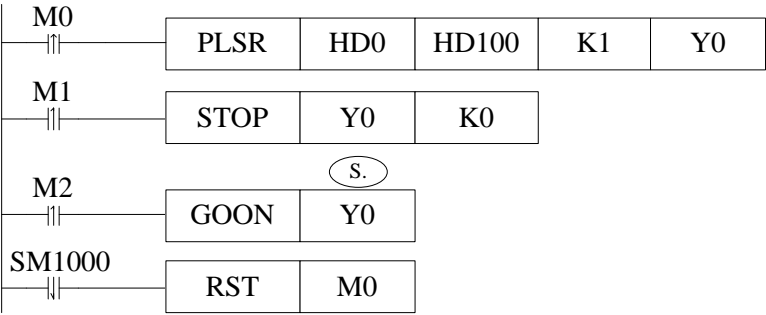 M0
PLSR HD0 HD100 K1 Y0
M1
STOP Y0 K0
S.
M2
GOON Y0
SM1000
RST M0